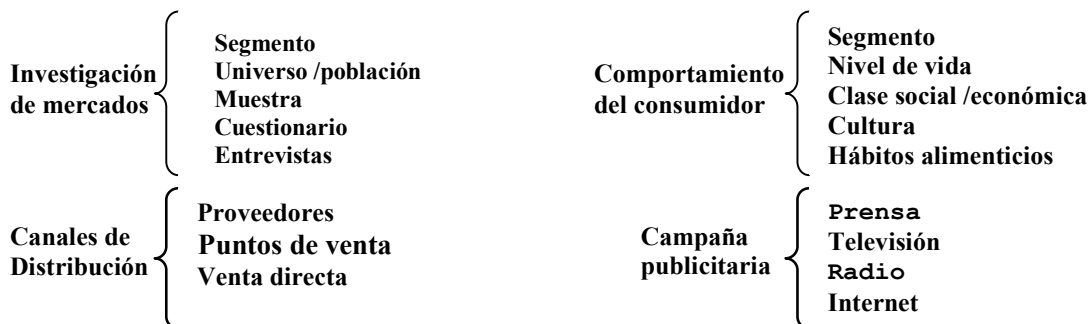 Investigación
de mercados
Segmento
Universo /población
Muestra
Cuestionario
Entrevistas
Comportamiento
del consumidor
Segmento
Nivel de vida
Clase social /económica
Cultura
Hábitos alimenticios
Canales de
Distribución
Proveedores
Puntos de venta
Venta directa
Campaña
publicitaria
Prensa
Televisión
Radio
Internet